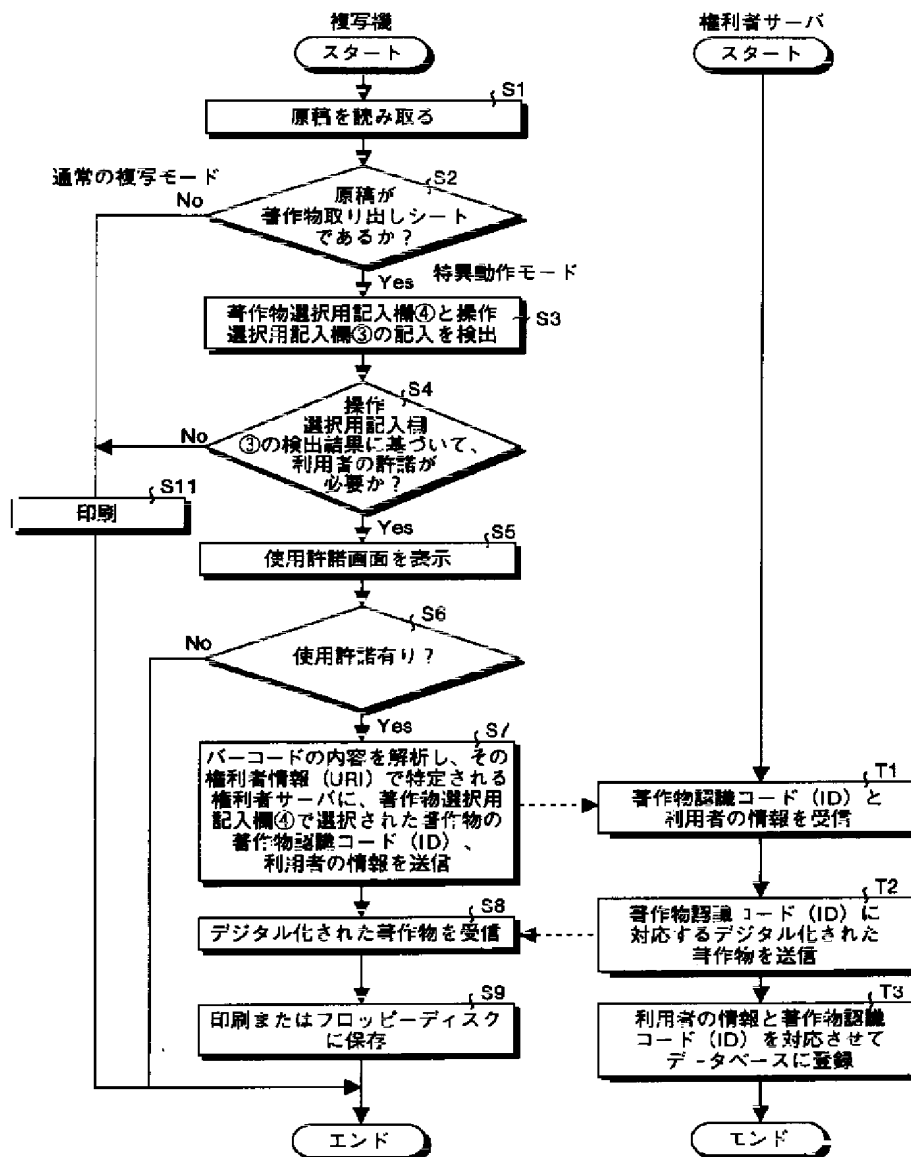 複写機
スタート
S1
原稿を読み取る
通常の複写モード
S2
No
原稿が
著作物取り出しシート
であるか？
Yes
特異動作モード
著作物選択用記入欄④と操作
選択用記入欄③の記入を検出
S3
S4
No
操作
選択用記入欄
③の検出結果に基づいて、
利用者の許諾が
必要か？
S11
印刷
Yes
S5
使用許諾画面を表示
S6
No
使用許諾有り？
Yes
S7
バーコードの内容を解析し、その
権利者情報（URI）で特定される
権利者サーバに、著作物選択用
記入欄④で選択された著作物の
著作物認識コード（ID）、
利用者の情報を送信
S8
デジタル化された著作物を受信
S9
印刷またはフロッピーディスク
に保存
エンド
権利者サーバ
スタート
T1
著作物認識コード（ID）と
利用者の情報を受信
T2
著作物認識コード（ID）に
対応するデジタル化された
著作物を送信
T3
利用者の情報と著作物認識
コード（ID）を対応させて
データベースに登録
エンド